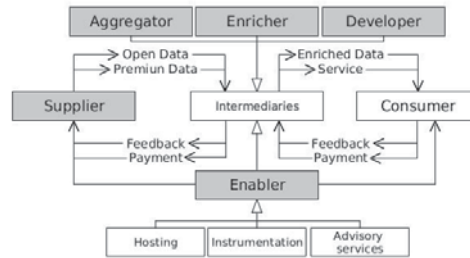 Aggregator Enricher Developer
Open Data Enriched Data
Premiun Data Service
Supplier Intermediaries Consumer
Feedback Feedback
Payment Payment
Enabler
Hosting Instrumentation Advisory
services